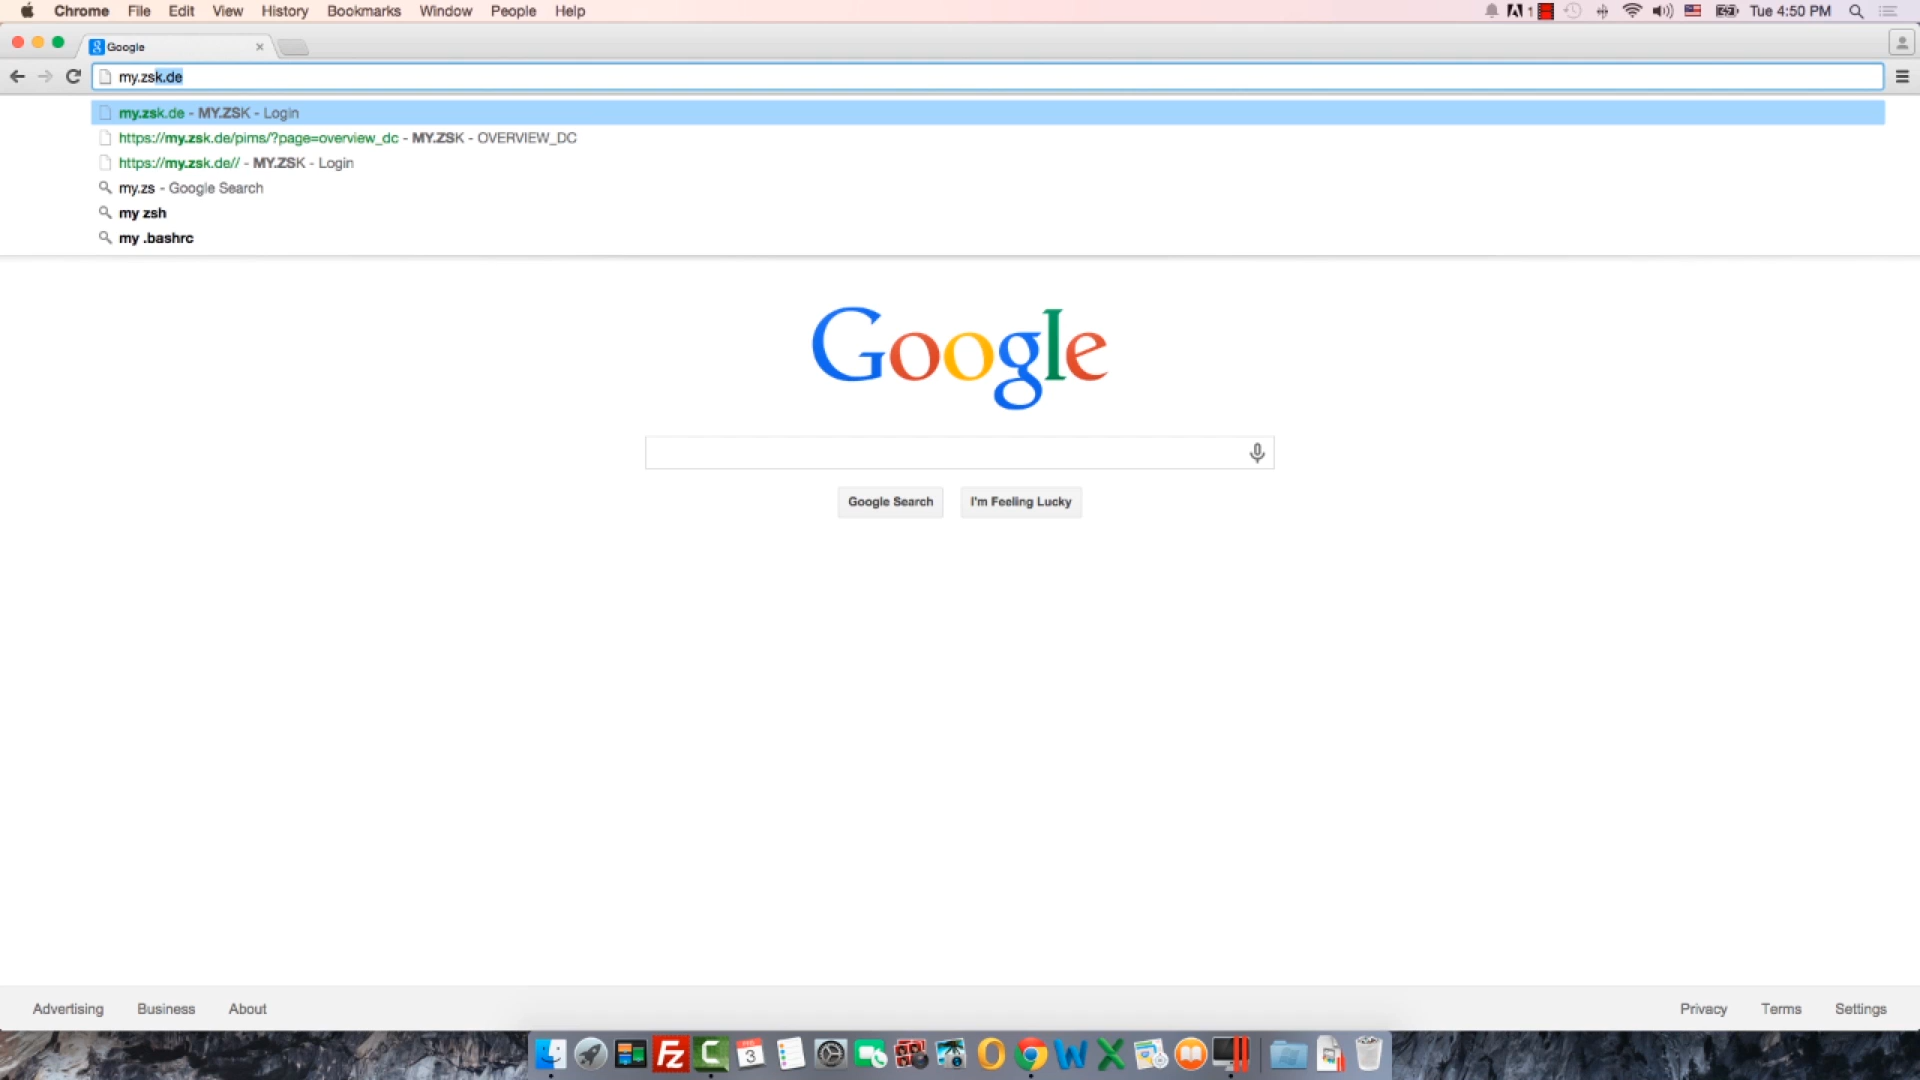 Chrome File Edit View History Bookmarks Window People Help
1 Tue 4:50 PM
Google
my.zsk.de
my.zsk.de - MY.ZSK - Login
https://my.zsk.de/pims/?page=overview_dc - MY.ZSK - OVERVIEW_DC
https://my.zsk.de// - MY.ZSK - Login
my.zs - Google Search
my zsh
my .bashrc
Google
Google Search I'm Feeling Lucky
Advertising Business About Privacy Terms Settings
Fz C 3 O W X